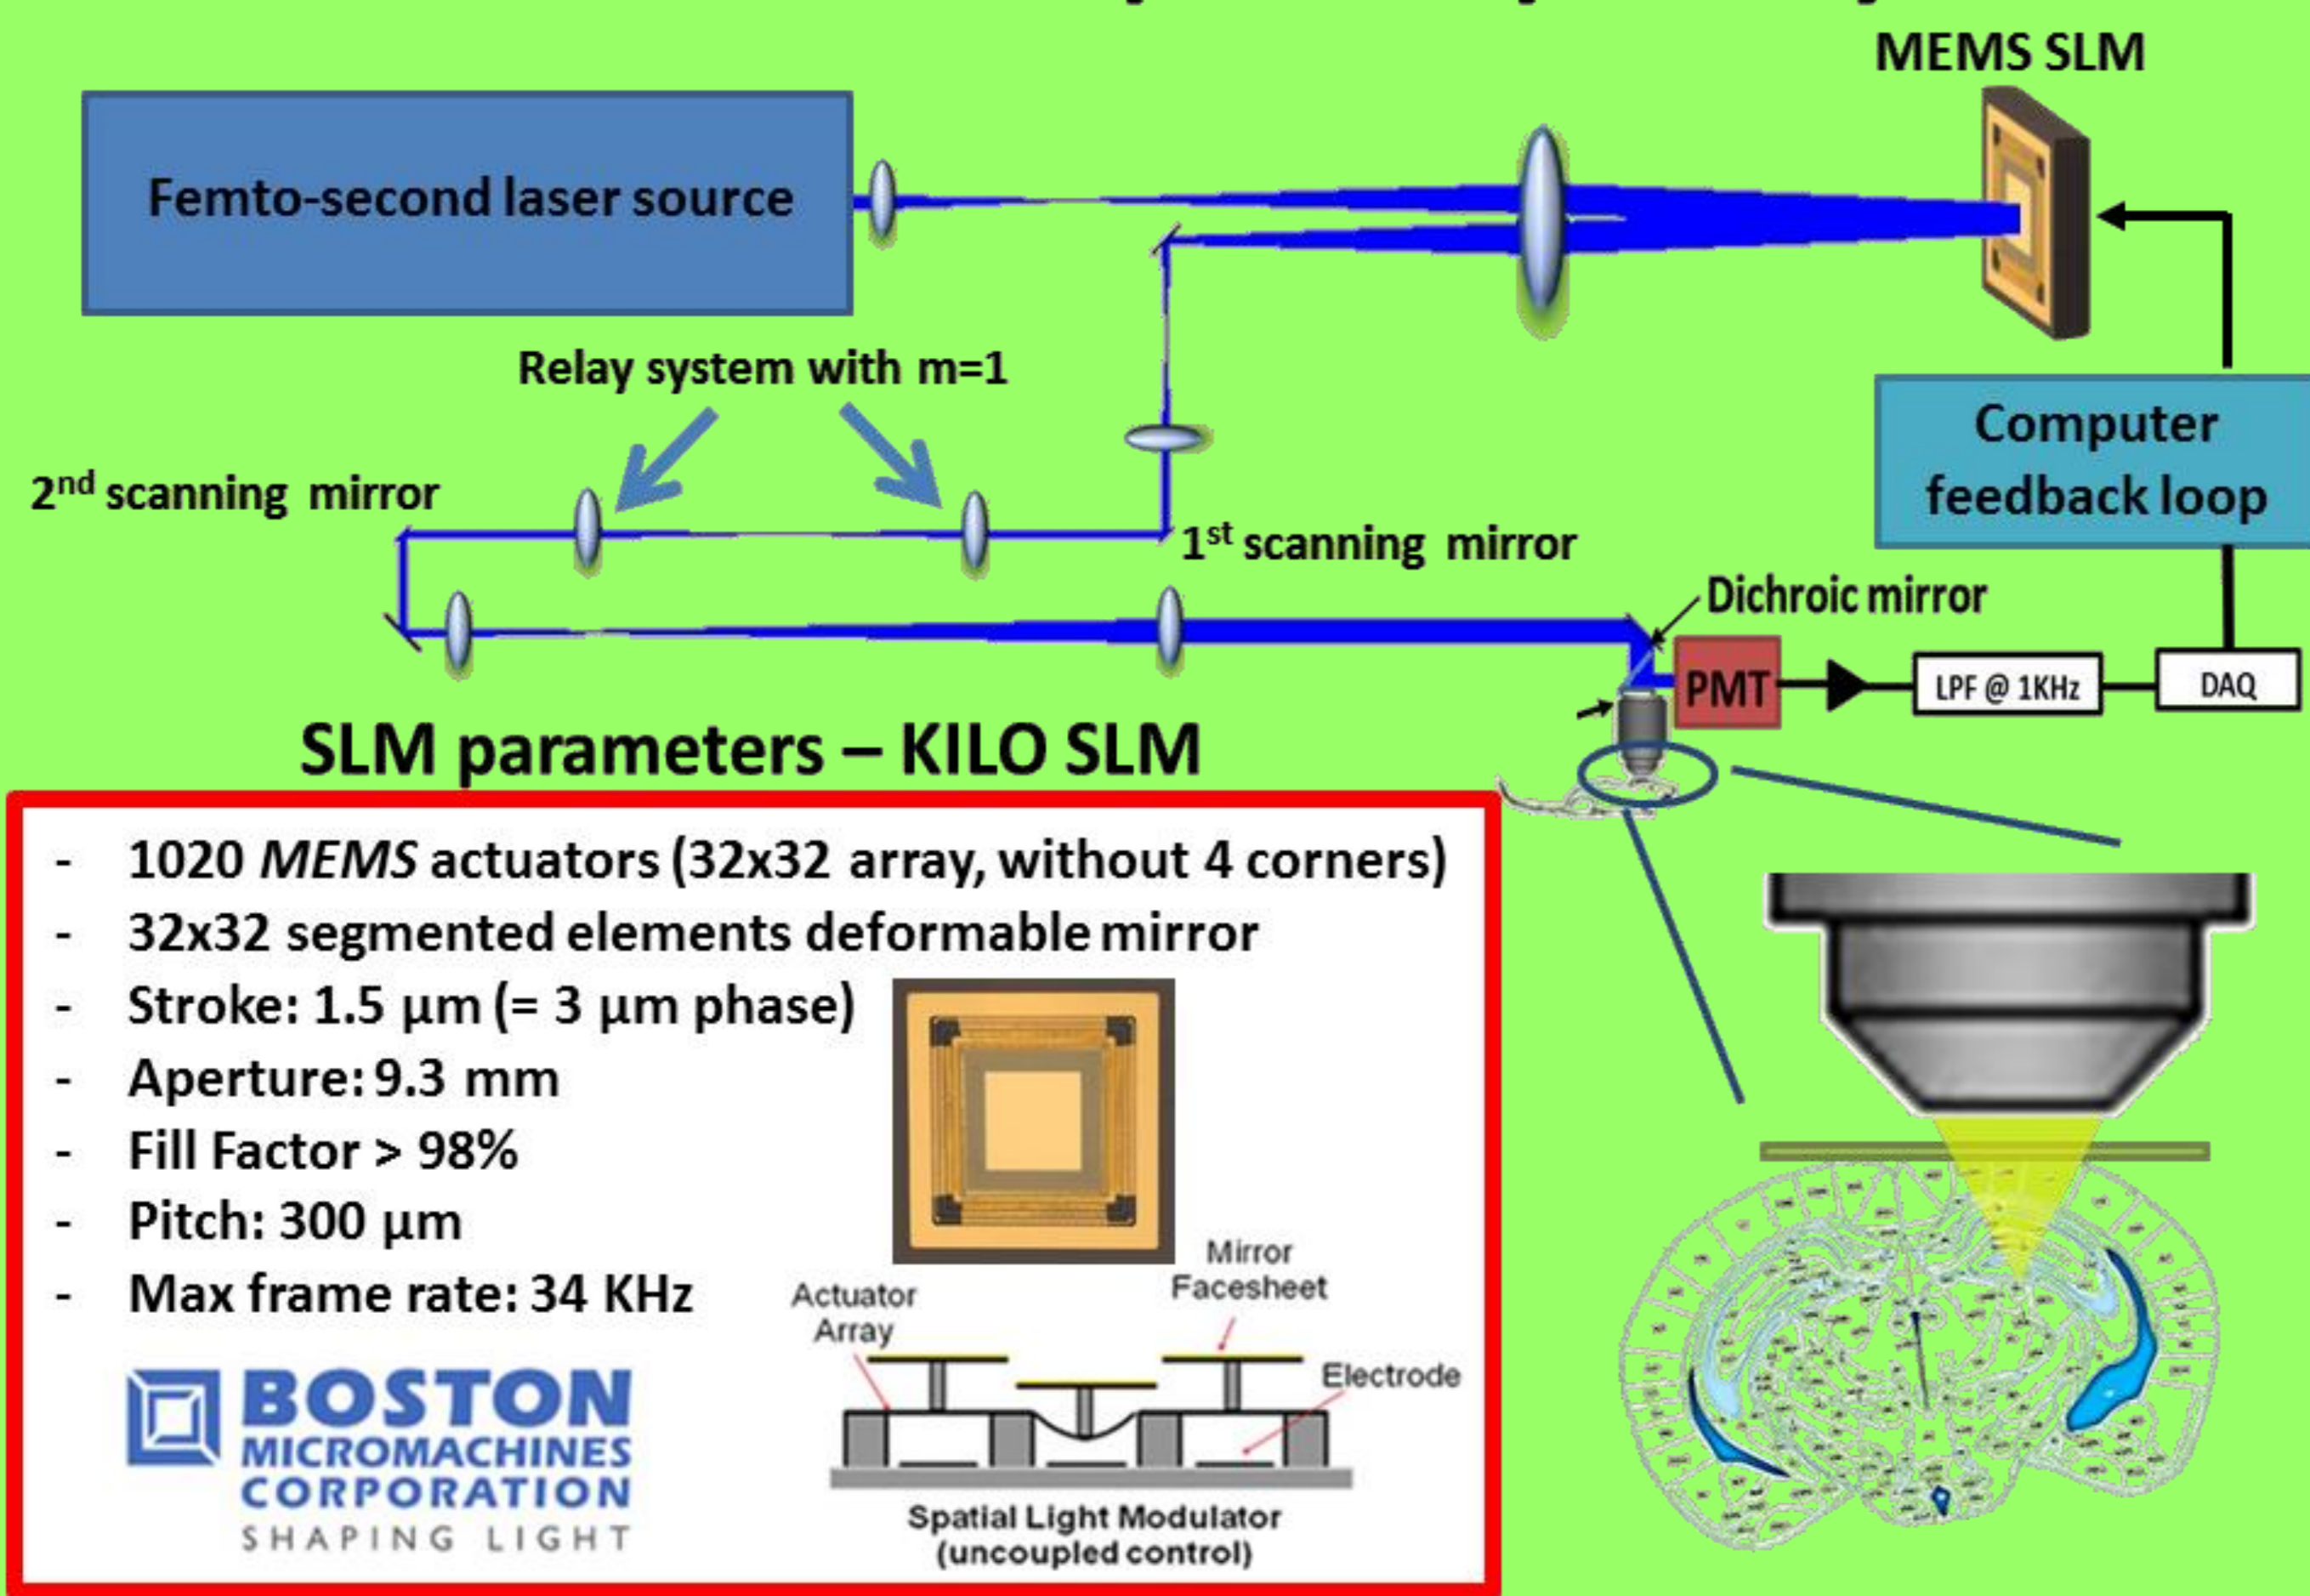 MEMS SLM
Femto-second laser source
Relay system with m=1
Computer
feedback loop
2nd scanning mirror
1st scanning mirror
Dichroic mirror
PMT
LPF @ 1KHz
DAQ
SLM parameters – KILO SLM
- 1020 MEMS actuators (32x32 array, without 4 corners)
- 32x32 segmented elements deformable mirror
- Stroke: 1.5 µm (= 3 µm phase)
- Aperture: 9.3 mm
- Fill Factor > 98%
- Pitch: 300 µm
- Max frame rate: 34 KHz
Actuator
Array
Mirror
Facesheet
Electrode
Spatial Light Modulator
(uncoupled control)
BOSTON
MICROMACHINES
CORPORATION
SHAPING LIGHT